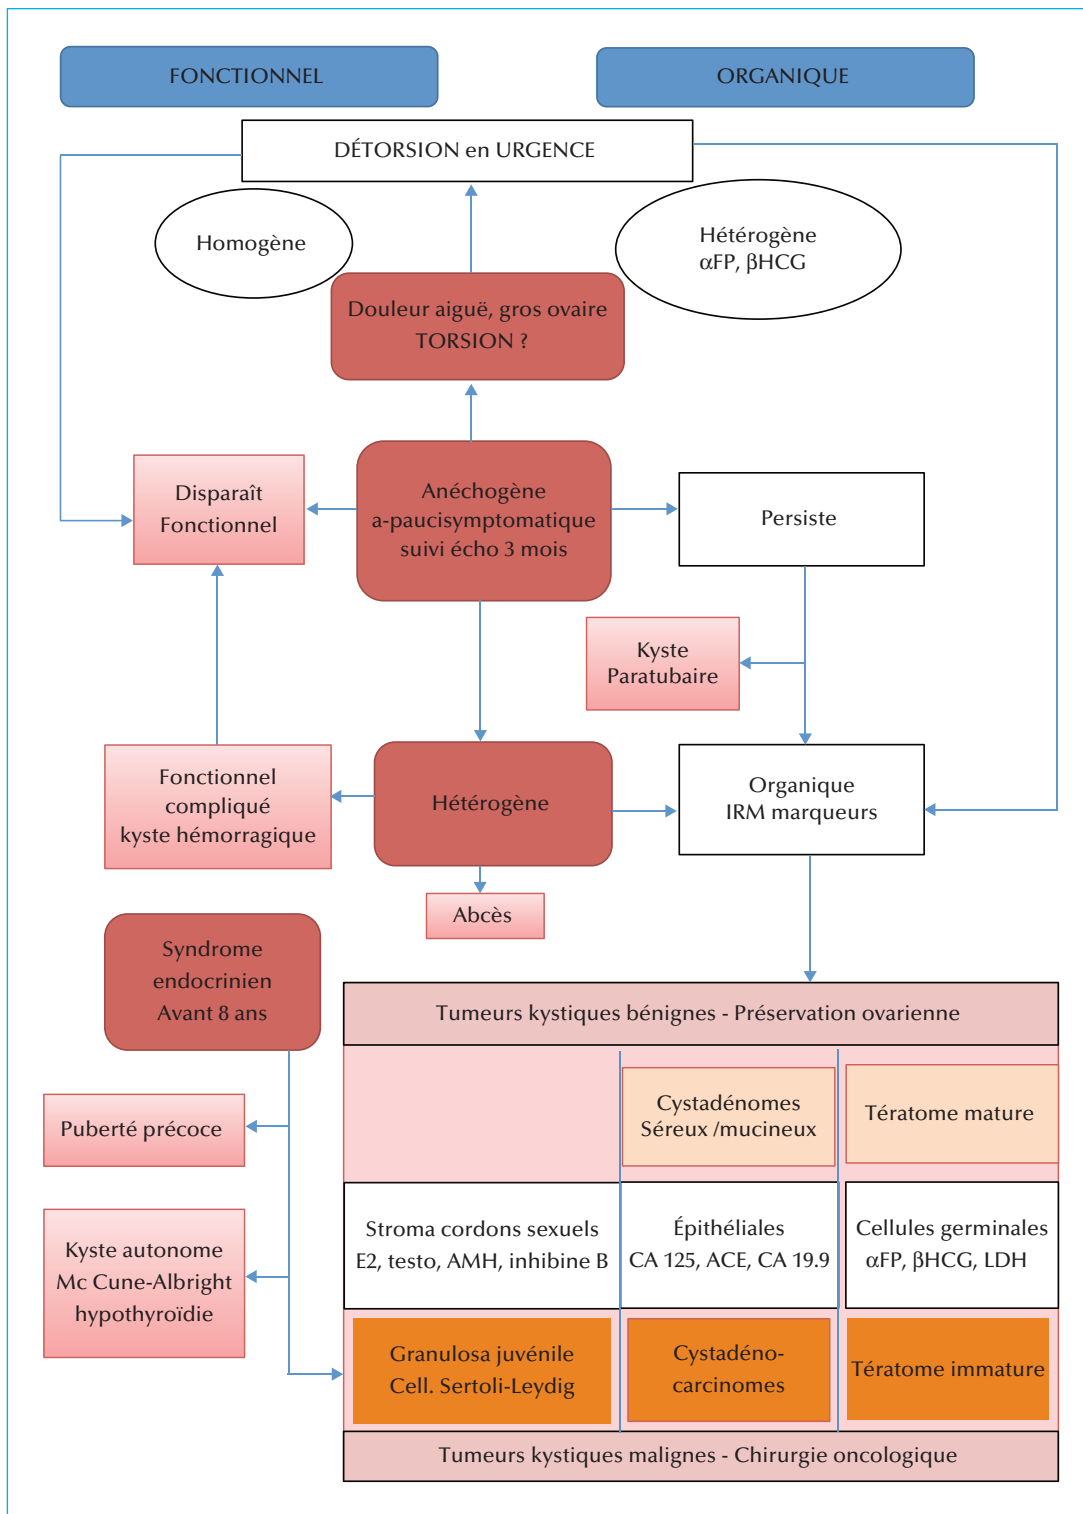 FONCTIONNEL
ORGANIQUE
DÉTORSION en URGENCE
Homogène
Hétérogène
αFP, βHCG
Douleur aiguë, gros ovaire
TORSION ?
Disparaît
Fonctionnel
Anéchogène
a-paucisymptomatique
suivi écho 3 mois
Persiste
Kyste
Paratubaire
Fonctionnel
compliqué
kyste hémorragique
Hétérogène
Organique
IRM marqueurs
Abcès
Syndrome
endocrinien
Avant 8 ans
Puberté précoce
Kyste autonome
Mc Cune-Albright
hypothyroïdie
Tumeurs kystiques bénignes - Préservation ovarienne
Cystadénomes
Séreux /mucineux
Tératome mature
Stroma cordons sexuels
E2, testo, AMH, inhibine B
Épithéliales
CA 125, ACE, CA 19.9
Cellules germinales
αFP, βHCG, LDH
Granulosa juvénile
Cell. Sertoli-Leydig
Cystadéno-
carcinomes
Tératome immature
Tumeurs kystiques malignes - Chirurgie oncologique